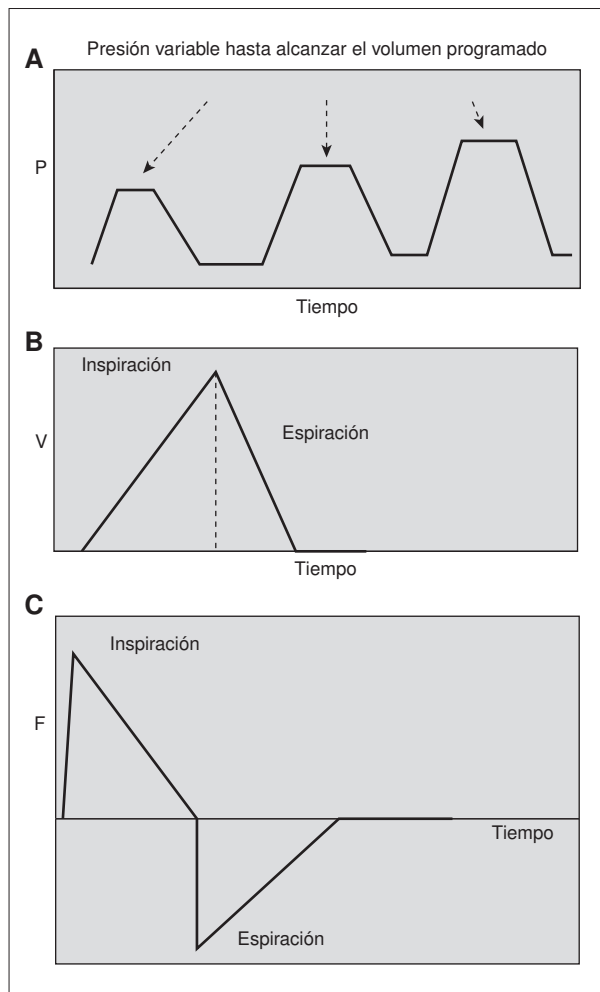 Presión variable hasta alcanzar el volumen programado
A
P
Tiempo
B
Inspiración
Espiración
V
Tiempo
C
Inspiración
F
Tiempo
Espiración